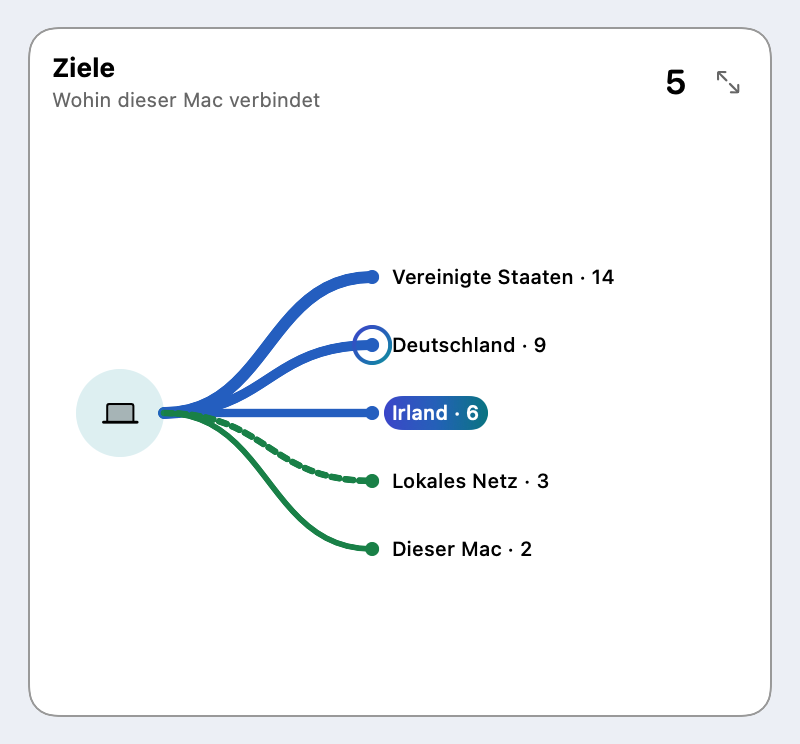 Ziele
Wohin dieser Mac verbindet
5
Vereinigte Staaten · 14
Deutschland · 9
Irland · 6
Lokales Netz · 3
Dieser Mac · 2